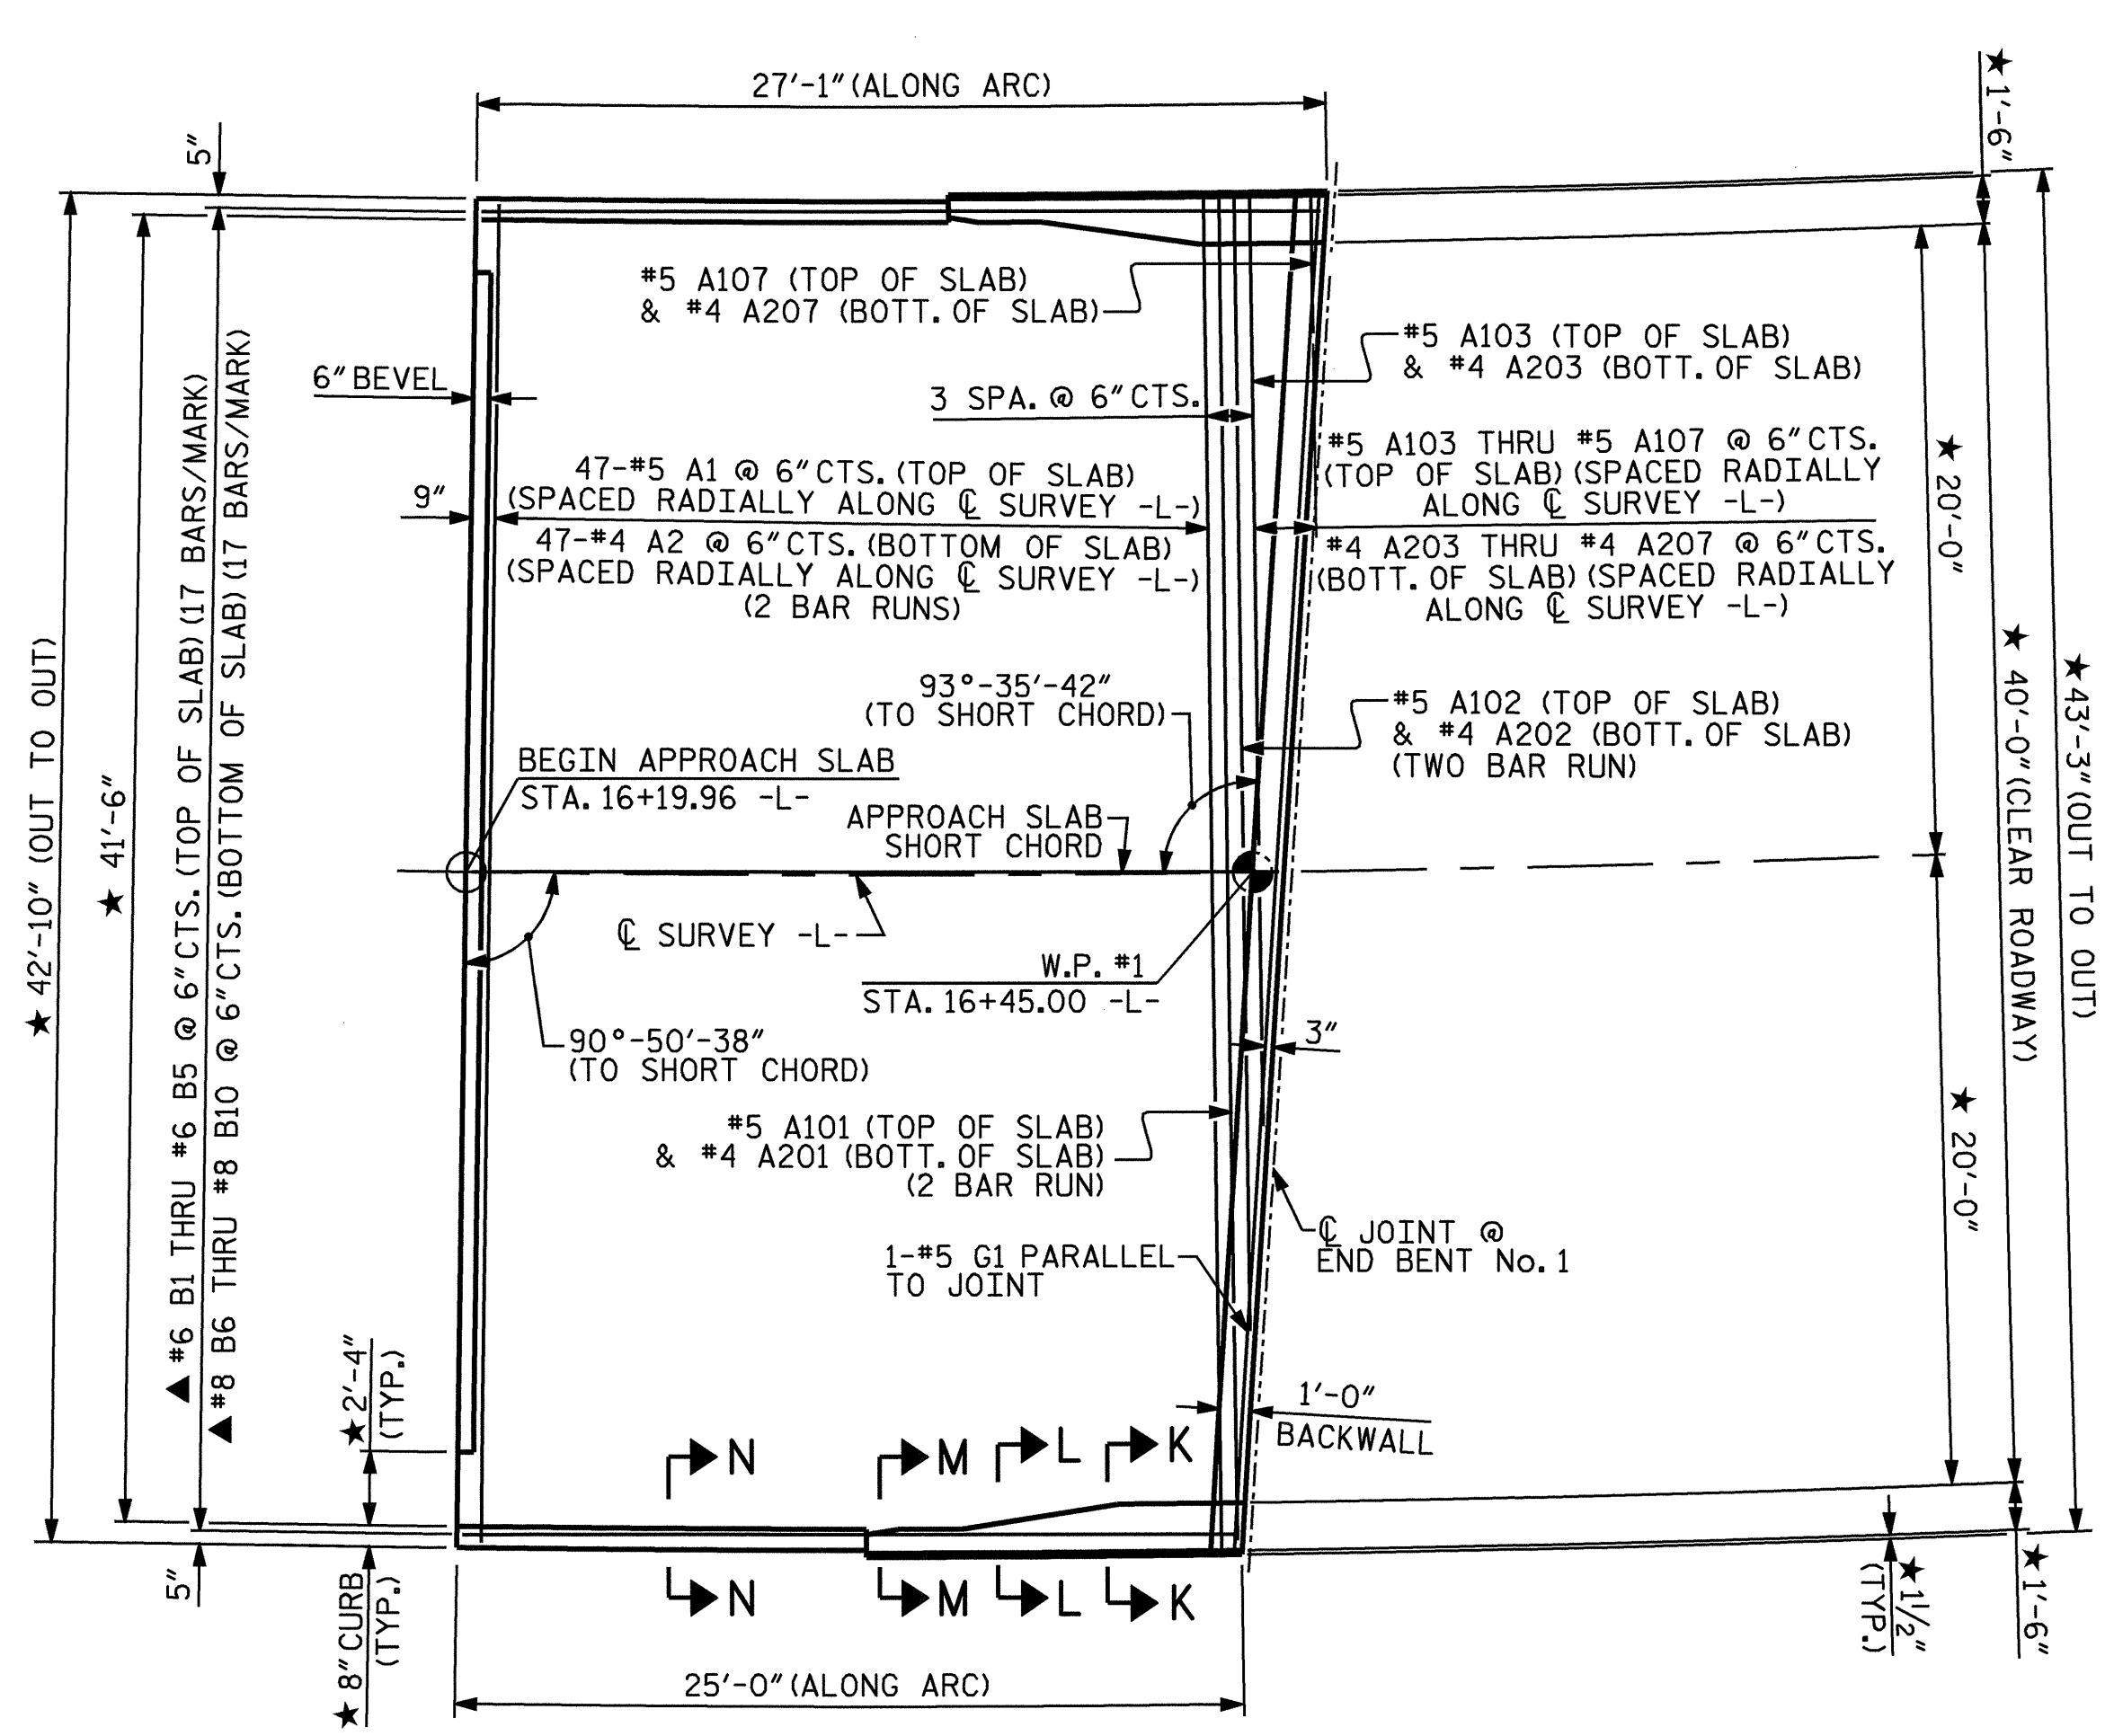 27'-1" (ALONG ARC)
★ 1'-6"
5"
#5 A107 (TOP OF SLAB)
& #4 A207 (BOTT. OF SLAB)
#5 A103 (TOP OF SLAB)
& #4 A203 (BOTT. OF SLAB)
6" BEVEL
3 SPA. @ 6" CTS.
47-#5 A1 @ 6" CTS. (TOP OF SLAB)
(SPACED RADIALLY ALONG ℄ SURVEY -L-)
9"
47-#4 A2 @ 6" CTS. (BOTTOM OF SLAB)
(SPACED RADIALLY ALONG ℄ SURVEY -L-)
(2 BAR RUNS)
#5 A103 THRU #5 A107 @ 6" CTS.
(TOP OF SLAB) (SPACED RADIALLY
ALONG ℄ SURVEY -L-)
#4 A203 THRU #4 A207 @ 6" CTS.
(BOTT. OF SLAB) (SPACED RADIALLY
ALONG ℄ SURVEY -L-)
★ 20'-0"
★ 42'-10" (OUT TO OUT)
★ 41'-6"
▲ #6 B1 THRU #6 B5 @ 6" CTS. (TOP OF SLAB) (17 BARS/MARK)
▲ #8 B6 THRU #8 B10 @ 6" CTS. (BOTTOM OF SLAB) (17 BARS/MARK)
93°-35'-42"
(TO SHORT CHORD)
#5 A102 (TOP OF SLAB)
& #4 A202 (BOTT. OF SLAB)
(TWO BAR RUN)
★ 40'-0" (CLEAR ROADWAY)
★ 43'-3" (OUT TO OUT)
BEGIN APPROACH SLAB
STA. 16+19.96 -L-
APPROACH SLAB
SHORT CHORD
℄ SURVEY -L-
W.P. #1
STA. 16+45.00 -L-
90°-50'-38"
(TO SHORT CHORD)
3"
#5 A101 (TOP OF SLAB)
& #4 A201 (BOTT. OF SLAB)
(2 BAR RUN)
★ 20'-0"
℄ JOINT @
END BENT No. 1
1-#5 G1 PARALLEL
TO JOINT
★ 2'-4"
(TYP.)
1'-0"
BACKWALL
N
M
L
K
N
M
L
K
5"
★ 8" CURB
(TYP.)
★ 1½"
(TYP.)
★ 1'-6"
25'-0" (ALONG ARC)